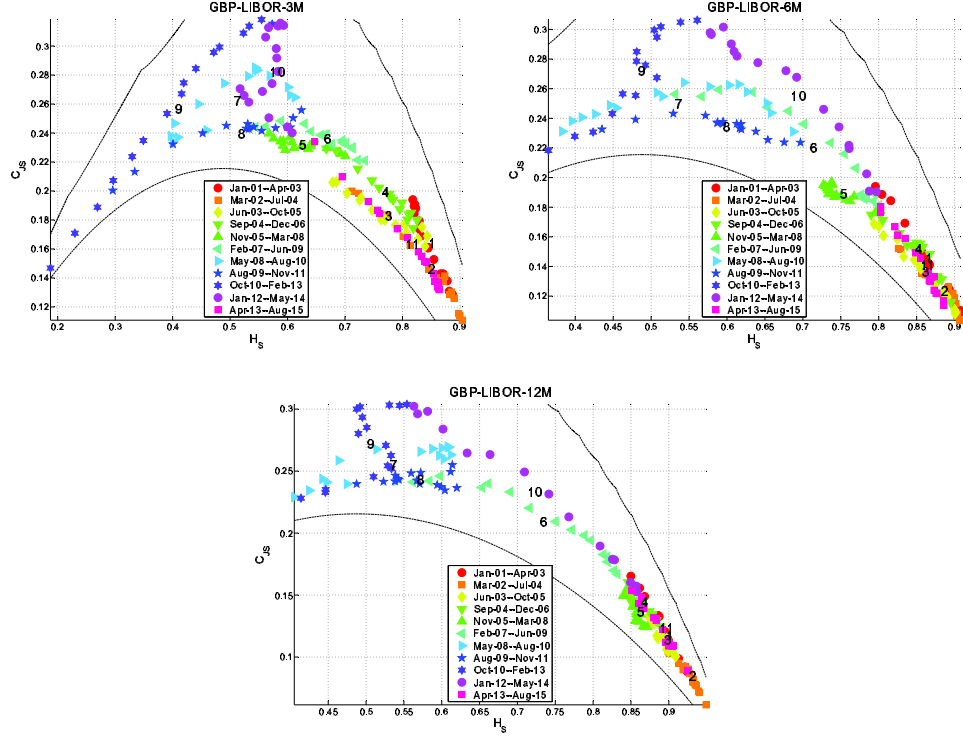 GBP-LIBOR-3M
0.3
0.28
0.26
0.24
0.22
0.2
0.18
0.16
0.14
0.12
C_JS
10
7
9
8
5
6
4
3
1
11
2
Jan-01--Apr-03
Mar-02--Jul-04
Jun-03--Oct-05
Sep-04--Dec-06
Nov-05--Mar-08
Feb-07--Jun-09
May-08--Aug-10
Aug-09--Nov-11
Oct-10--Feb-13
Jan-12--May-14
Apr-13--Aug-15
0.2 0.3 0.4 0.5 0.6 0.7 0.8 0.9
H_S
GBP-LIBOR-6M
0.3
0.28
0.26
0.24
0.22
0.2
0.18
0.16
0.14
0.12
C_JS
9
10
7
8
6
5
4
1
11
3
2
Jan-01--Apr-03
Mar-02--Jul-04
Jun-03--Oct-05
Sep-04--Dec-06
Nov-05--Mar-08
Feb-07--Jun-09
May-08--Aug-10
Aug-09--Nov-11
Oct-10--Feb-13
Jan-12--May-14
Apr-13--Aug-15
0.4 0.45 0.5 0.55 0.6 0.65 0.7 0.75 0.8 0.85 0.9
H_S
GBP-LIBOR-12M
0.3
0.25
0.2
0.15
0.1
C_JS
9
7
8
10
6
4
5
11
3
2
Jan-01--Apr-03
Mar-02--Jul-04
Jun-03--Oct-05
Sep-04--Dec-06
Nov-05--Mar-08
Feb-07--Jun-09
May-08--Aug-10
Aug-09--Nov-11
Oct-10--Feb-13
Jan-12--May-14
Apr-13--Aug-15
0.45 0.5 0.55 0.6 0.65 0.7 0.75 0.8 0.85 0.9
H_S